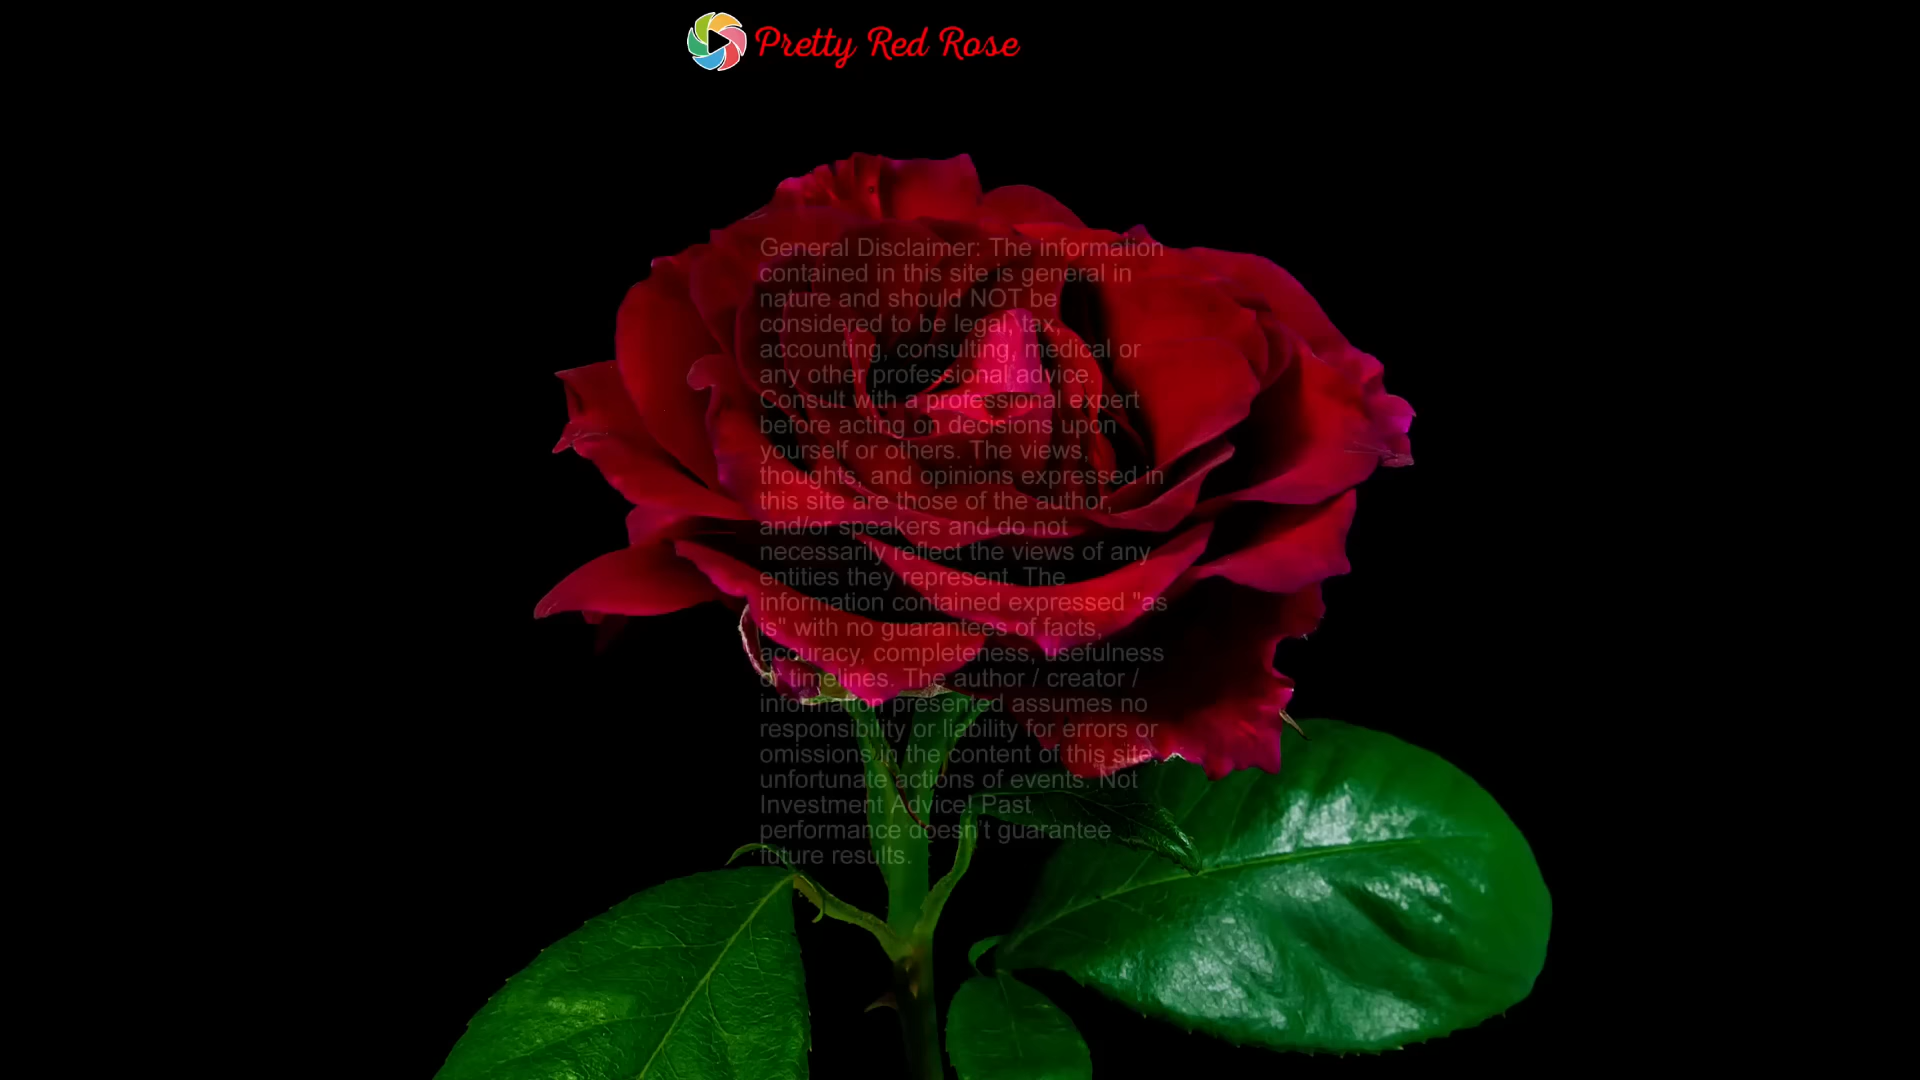 Pretty Red Rose
General Disclaimer: The information
contained in this site is general in
nature and should NOT be
considered to be legal, tax,
accounting, consulting, medical or
any other professional advice.
Consult with a professional expert
before acting on decisions upon
yourself or others. The views,
thoughts, and opinions expressed in
this site are those of the author,
and/or speakers and do not
necessarily reflect the views of any
entities they represent. The
information contained expressed "as
is" with no guarantees of facts,
accuracy, completeness, usefulness
or timelines. The author / creator /
information presented assumes no
responsibility or liability for errors or
omissions in the content of this site,
unfortunate actions of events. Not
Investment Advice! Past
performance doesn't guarantee
future results.